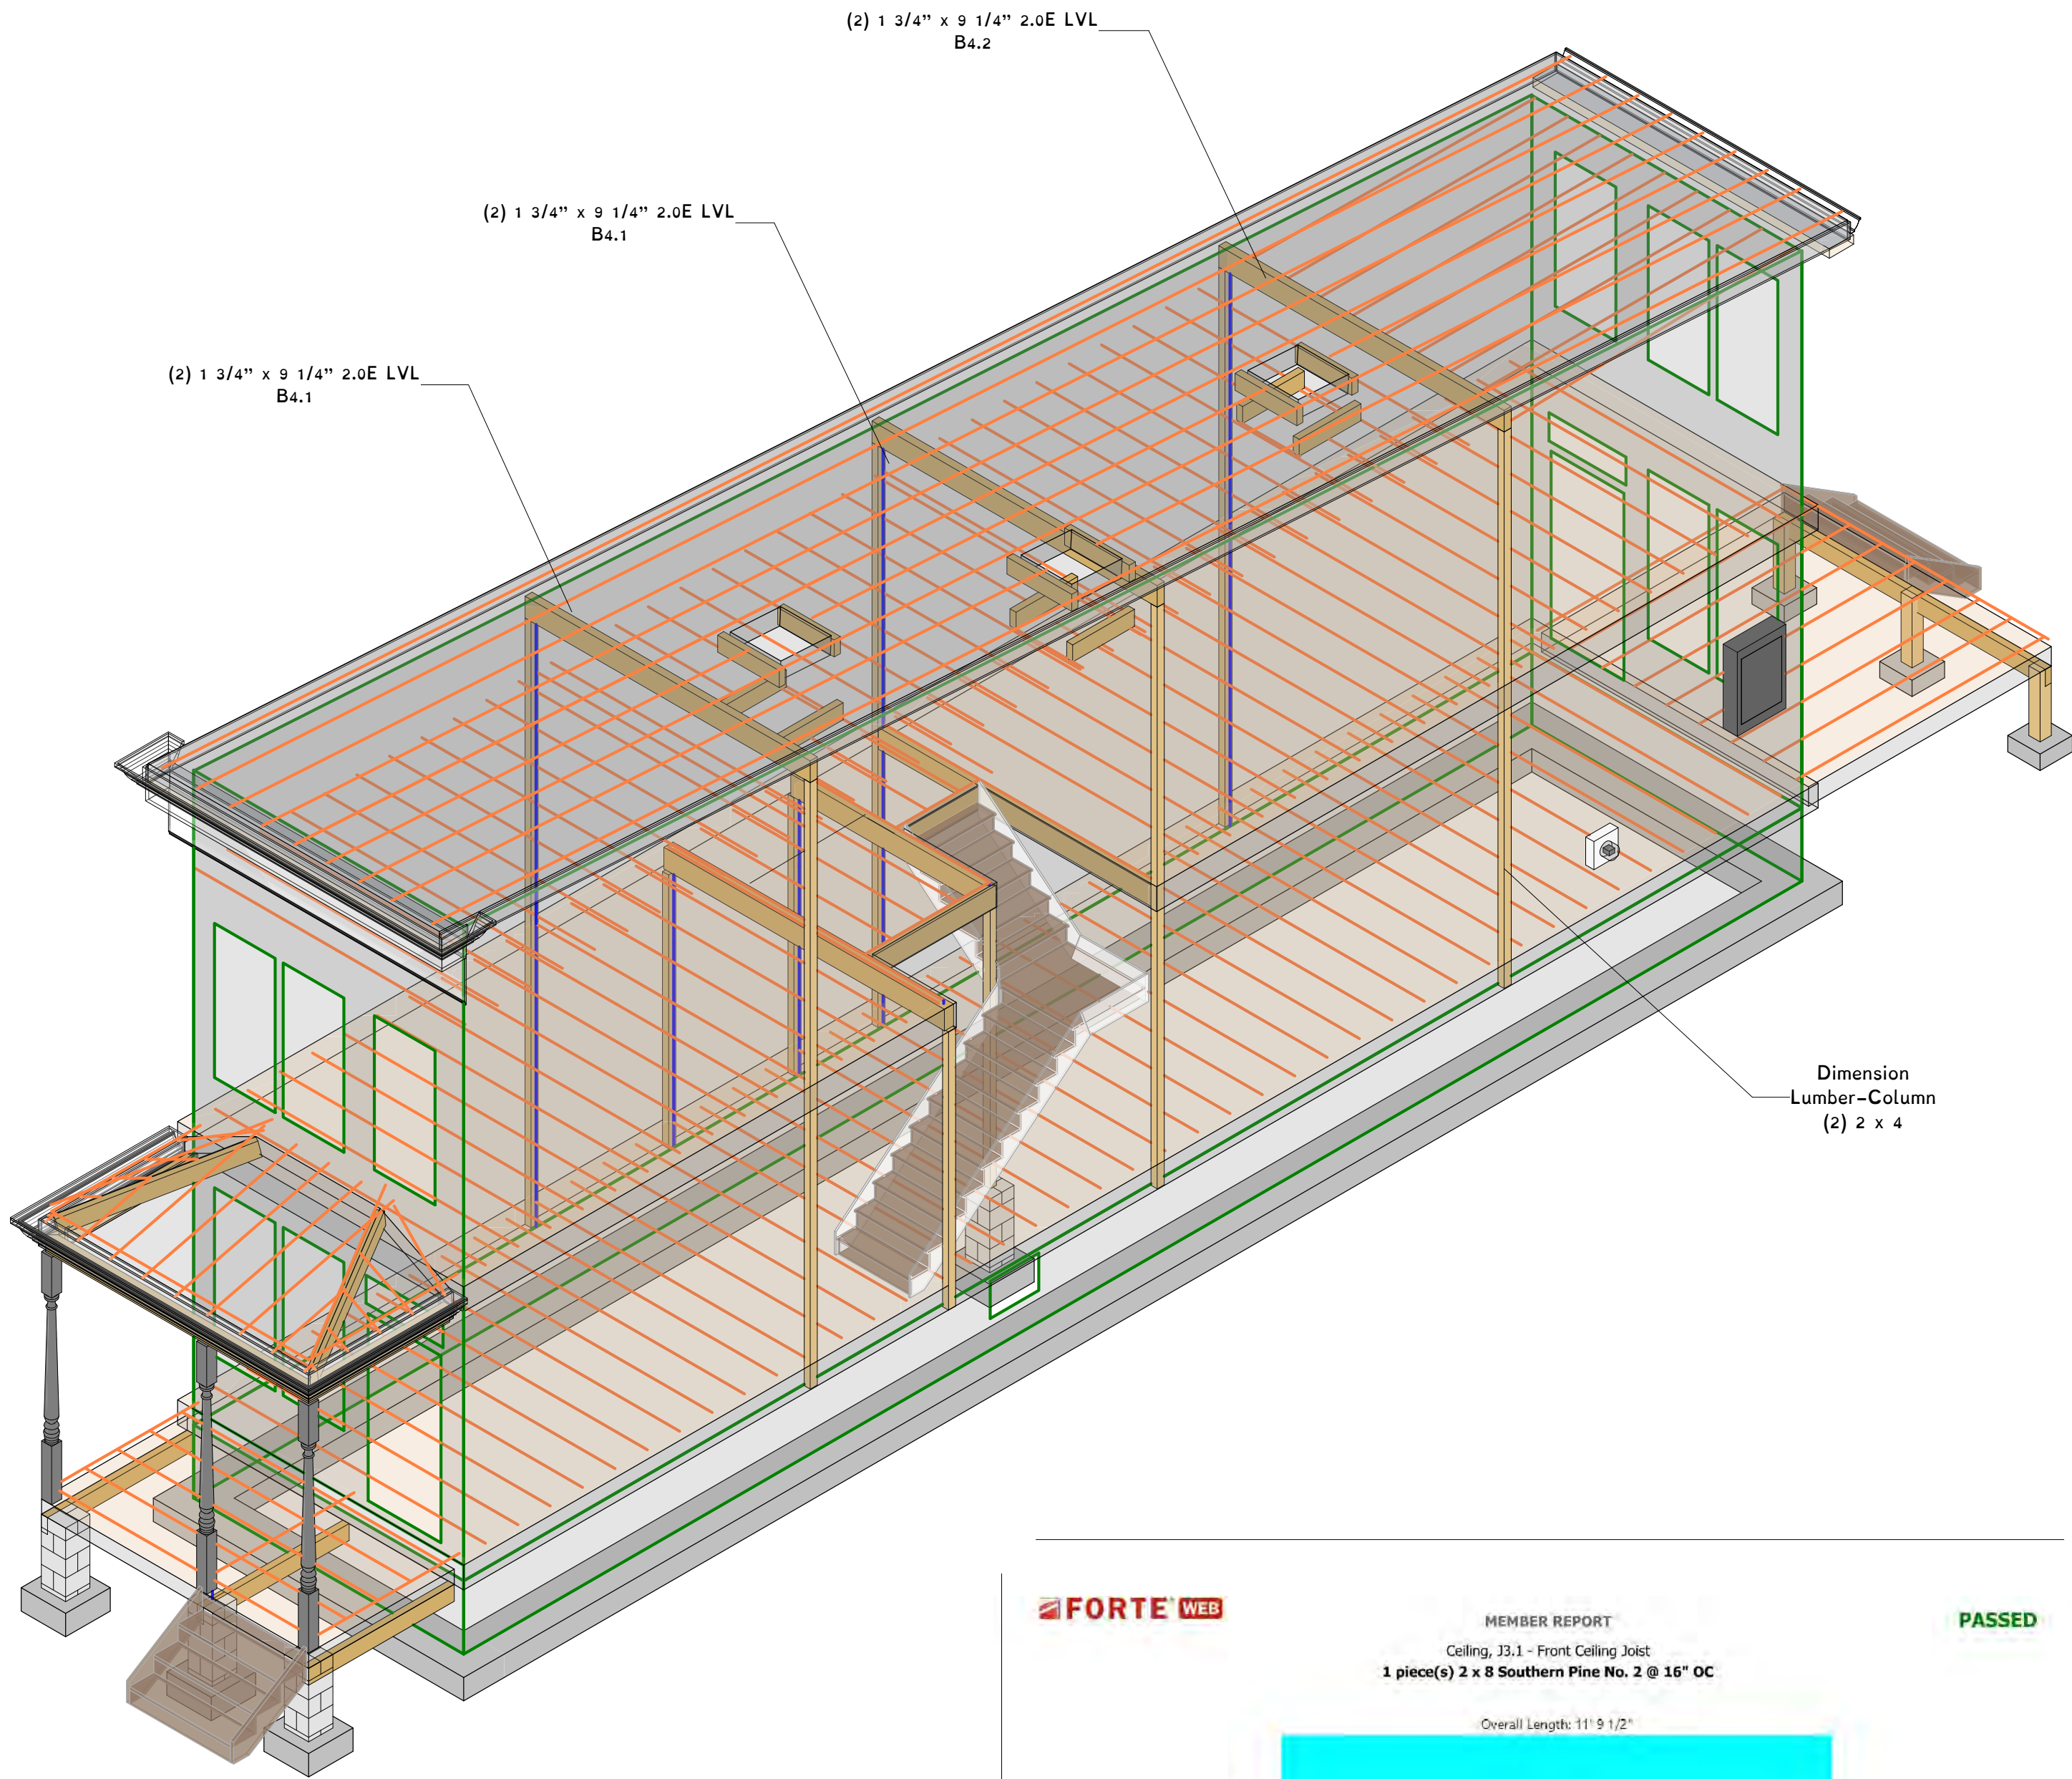 (2) 1 3/4" x 9 1/4" 2.0E LVL
B4.2
(2) 1 3/4" x 9 1/4" 2.0E LVL
B4.1
(2) 1 3/4" x 9 1/4" 2.0E LVL
B4.1
Dimension
Lumber-Column
(2) 2 x 4
FORTE WEB
MEMBER REPORT
PASSED
Ceiling, J3.1 - Front Ceiling Joist
1 piece(s) 2 x 8 Southern Pine No. 2 @ 16" OC
Overall Length: 11' 9 1/2"